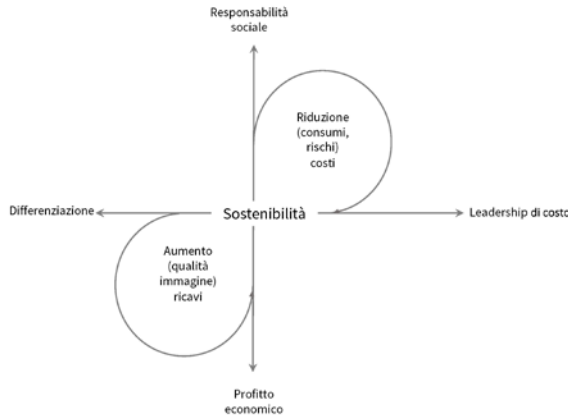 Responsabilità
sociale
Riduzione
(consumi,
rischi)
costi
Differenziazione
Sostenibilità
Leadership di costo
Aumento
(qualità
immagine)
ricavi
Profitto
economico